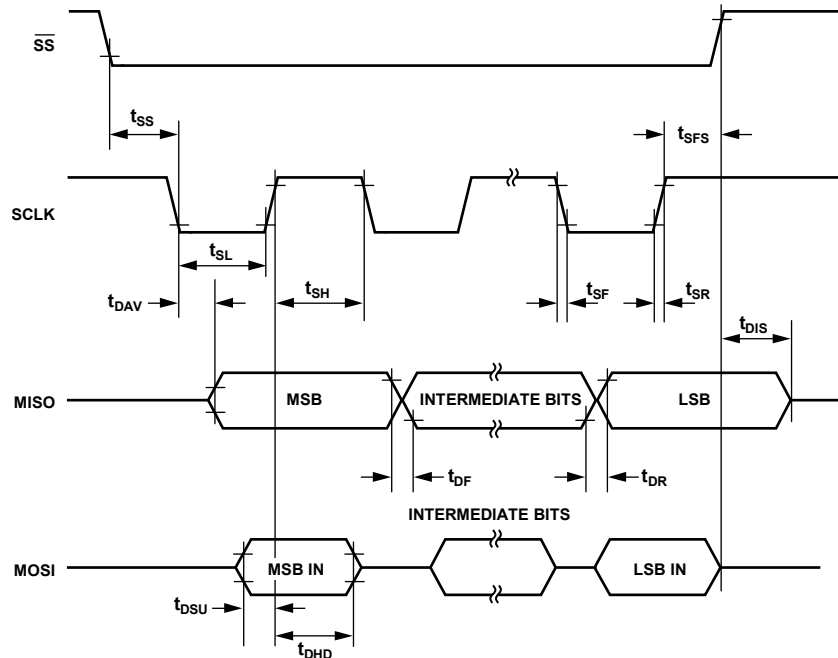 SS
tSS
tSFS
SCLK
tSL
tSH
tSF
tSR
tDAV
tDIS
MISO
MSB
INTERMEDIATE BITS
LSB
tDF
tDR
INTERMEDIATE BITS
MOSI
MSB IN
LSB IN
tDSU
tDHD